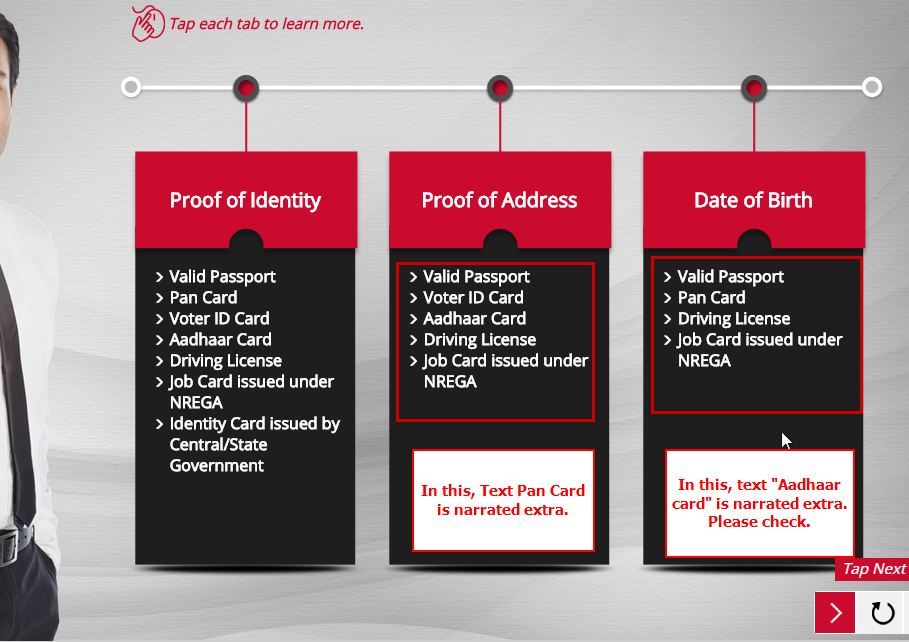 Tap each tab to learn more.
Proof of Identity
> Valid Passport
> Pan Card
> Voter ID Card
> Aadhaar Card
> Driving License
> Job Card issued under
NREGA
> Identity Card issued by
Central/State
Government
Proof of Address
> Valid Passport
> Voter ID Card
> Aadhaar Card
> Driving License
> Job Card issued under
NREGA
In this, Text Pan Card
is narrated extra.
Date of Birth
> Valid Passport
> Pan Card
> Driving License
> Job Card issued under
NREGA
In this, text "Aadhaar
card" is narrated extra.
Please check.
Tap Next